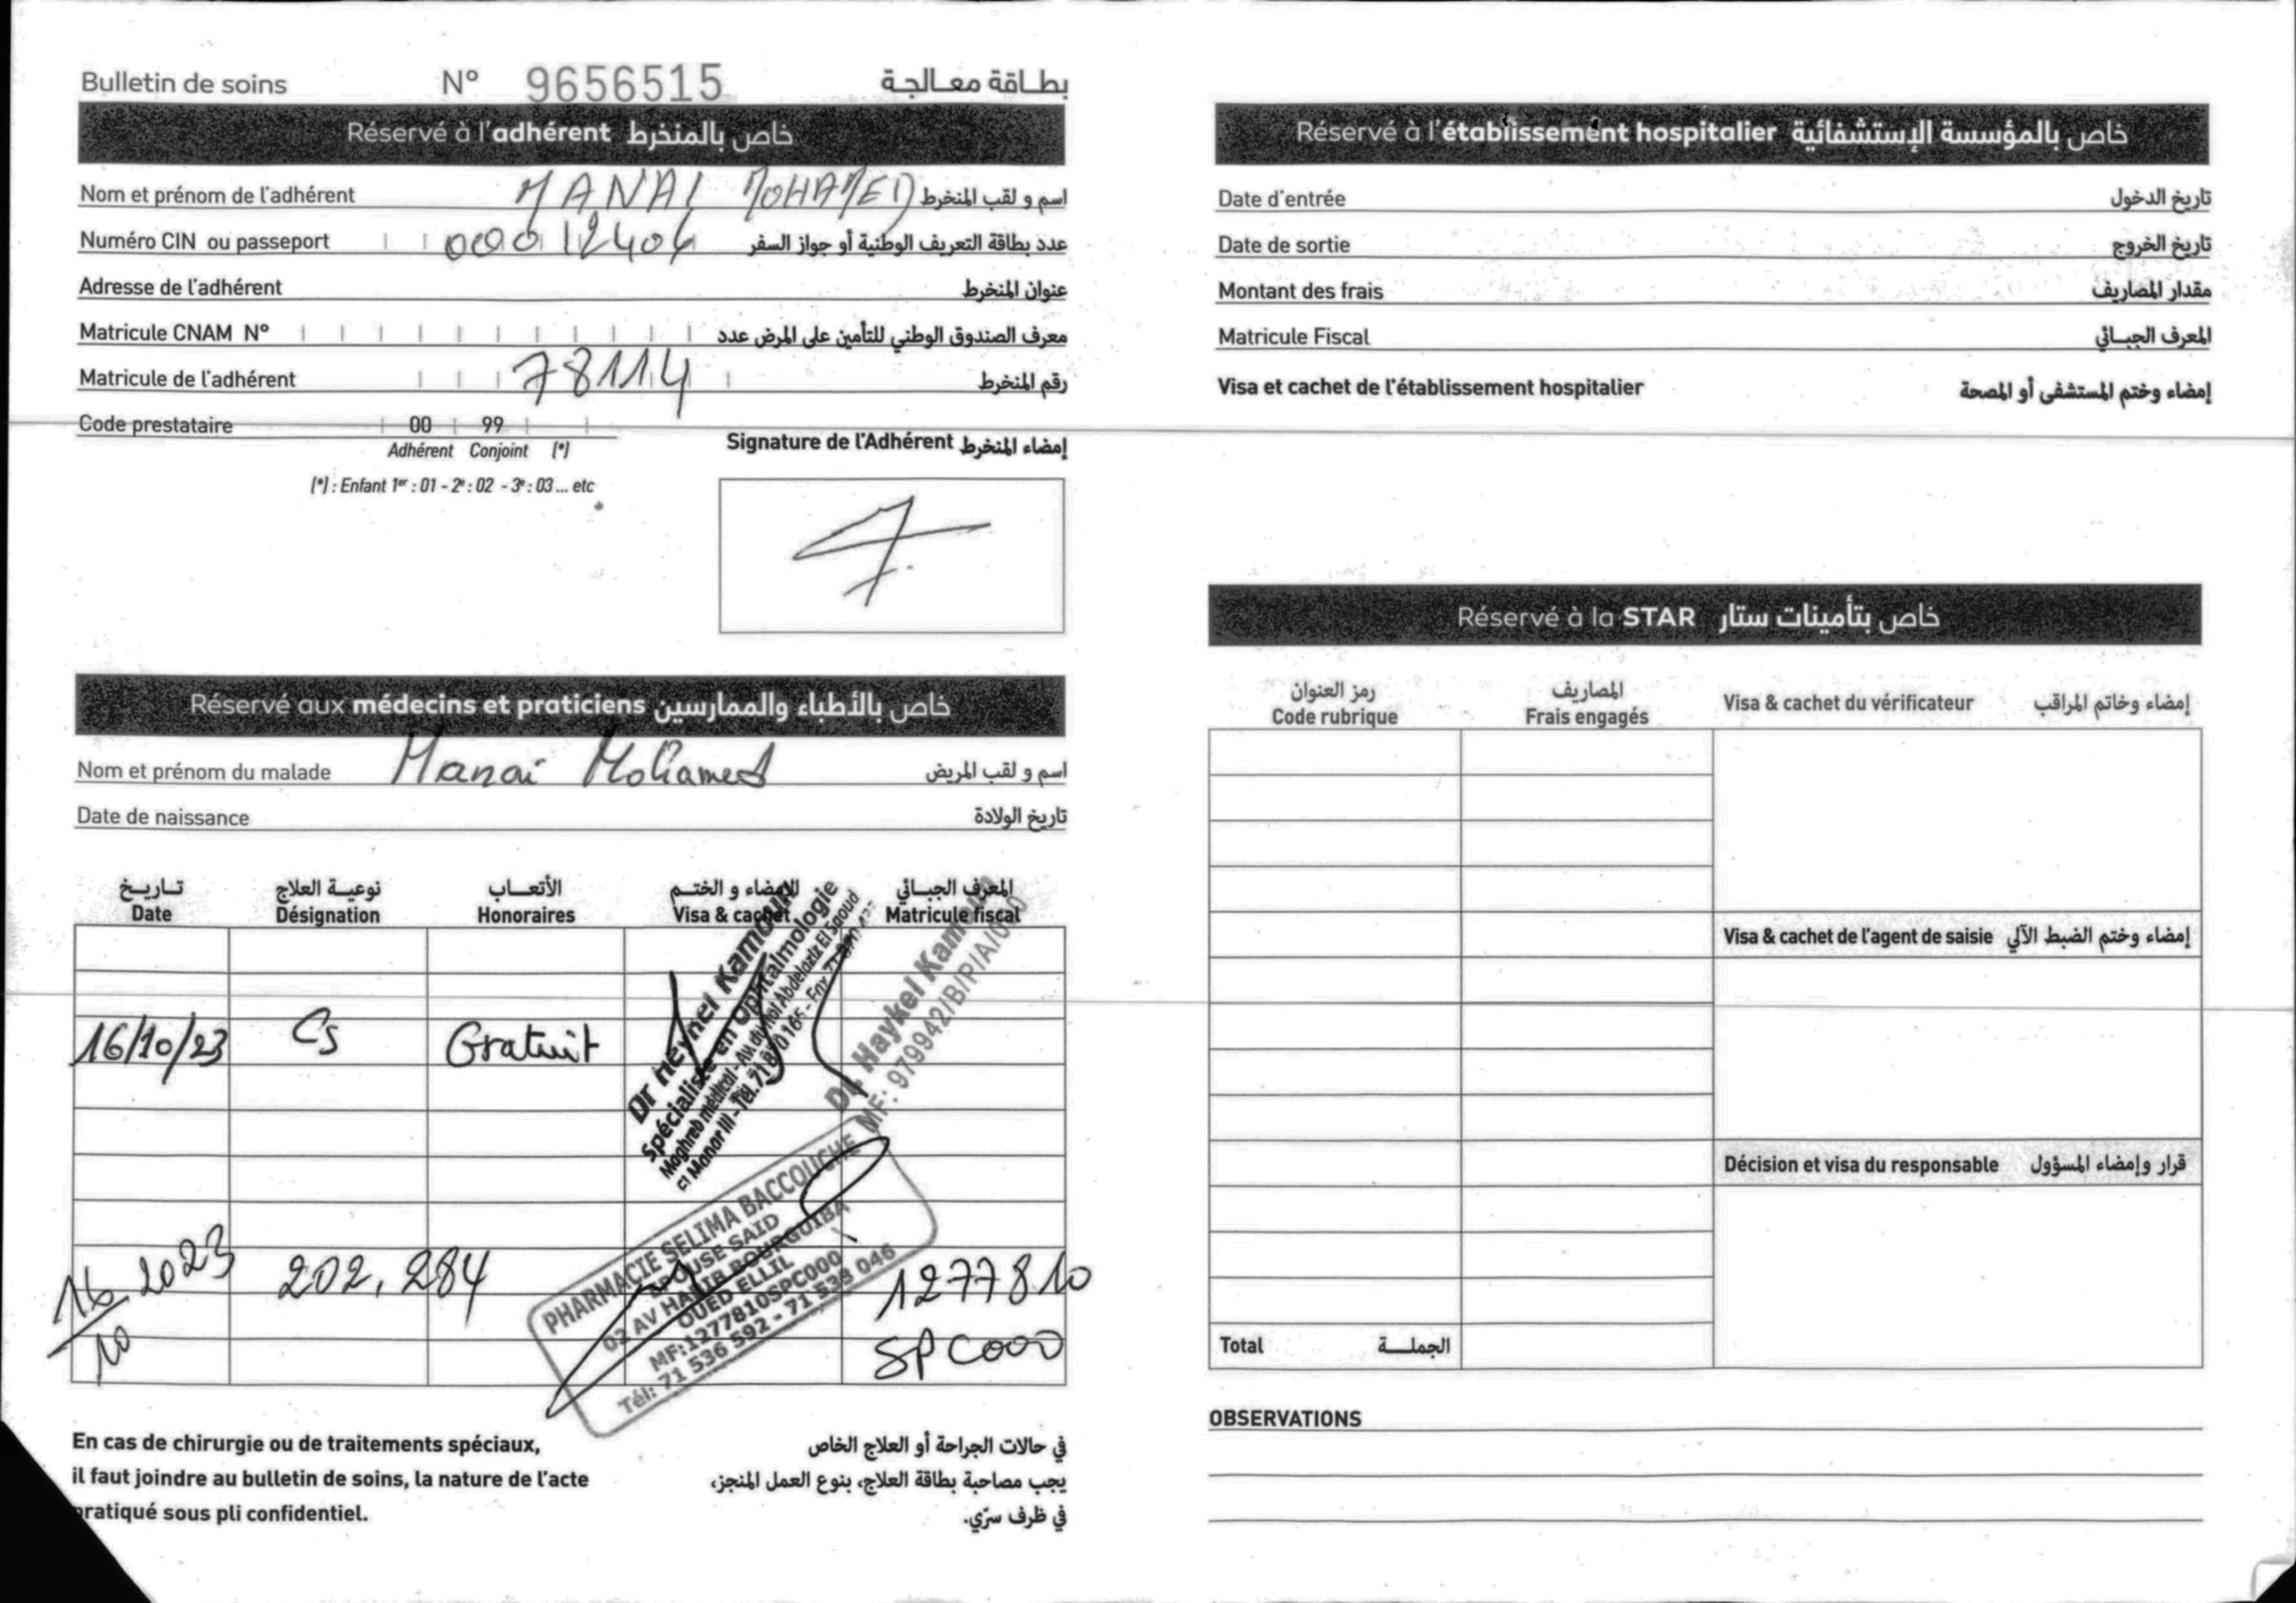 Bulletin de soins N° 9656515 بطاقة معالجة
Réservé à l'adhérent خاص بالمنخرط
Nom et prénom de l'adhérent MANAI MOHAMED اسم و لقب المنخرط
Numéro CIN ou passeport 00012406 عدد بطاقة التعريف الوطنية أو جواز السفر
Adresse de l'adhérent عنوان المنخرط
Matricule CNAM N° معرف الصندوق الوطني للتأمين على المرض عدد
Matricule de l'adhérent 78114 رقم المنخرط
Code prestataire 00 99
Adhérent Conjoint (*)
(*) : Enfant 1er : 01 - 2e : 02 - 3e : 03 ... etc
Signature de l'Adhérent إمضاء المنخرط
Réservé aux médecins et praticiens خاص بالأطباء والممارسين
Nom et prénom du malade Manai Mohamed اسم و لقب المريض
Date de naissance تاريخ الولادة
تاريخ نوعية العلاج الأتعاب الإمضاء و الختم المعرف الجبائي
Date Désignation Honoraires Visa & cachet Matricule fiscal
16/10/23 Cs Gratuit
Dr Kamoun
Spécialiste en Ophtalmologie
Maghreb médical - Abdelaziz El
Manar III - Tél.
Dr. Haykel Kamoun
MF: 979942/B/P/A/000
16/10 2023 202,284 1277810
SPC000
PHARMACIE SELIMA BACCOUCHE
EPOUSE SAID
02 AV HABIB BOURGUIBA
OUED ELLIL
MF:1277810SPC000
Tél: 71 536 592 - 71 533 046
En cas de chirurgie ou de traitements spéciaux,
il faut joindre au bulletin de soins, la nature de l'acte
pratiqué sous pli confidentiel.
في حالات الجراحة أو العلاج الخاص
يجب مصاحبة بطاقة العلاج، بنوع العمل المنجز،
في ظرف سرّي.
Réservé à l'établissement hospitalier خاص بالمؤسسة الإستشفائية
Date d'entrée تاريخ الدخول
Date de sortie تاريخ الخروج
Montant des frais مقدار المصاريف
Matricule Fiscal المعرف الجبائي
Visa et cachet de l'établissement hospitalier إمضاء وختم المستشفى أو المصحة
Réservé à la STAR خاص بتأمينات ستار
رمز العنوان المصاريف
Code rubrique Frais engagés Visa & cachet du vérificateur إمضاء وخاتم المراقب
Visa & cachet de l'agent de saisie إمضاء وختم الضبط الآلي
Décision et visa du responsable قرار وإمضاء المسؤول
Total الجملة
OBSERVATIONS